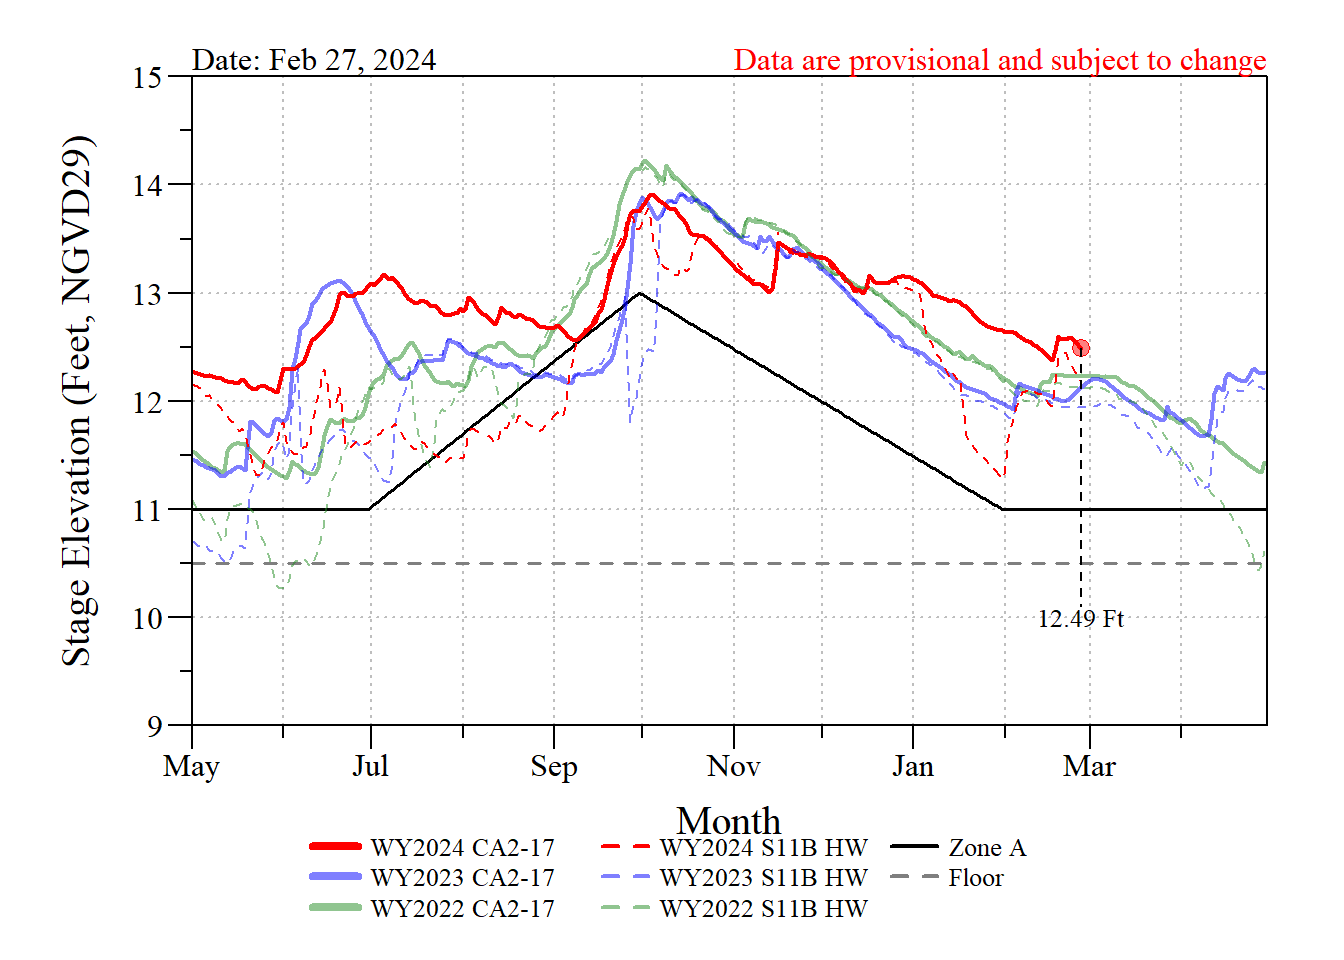 Date: Feb 27, 2024
Data are provisional and subject to change
Stage Elevation (Feet, NGVD29)
15
14
13
12
11
10
9
12.49 Ft
May
Jul
Sep
Nov
Jan
Mar
Month
WY2024 CA2-17
WY2024 S11B HW
Zone A
WY2023 CA2-17
WY2023 S11B HW
Floor
WY2022 CA2-17
WY2022 S11B HW